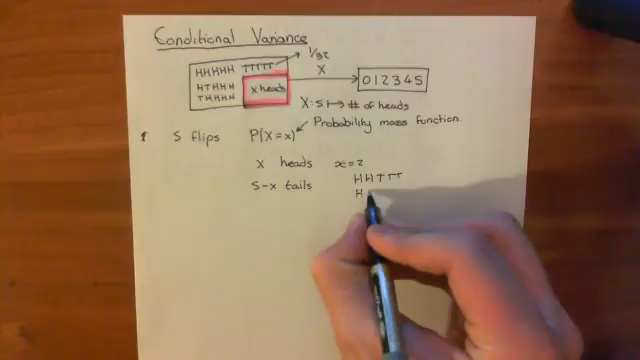 Conditional Variance
HHHHH TTTTT 1/32
X
HTHHH
THHHH
x heads
0 1 2 3 4 5
X: S ↦ # of heads
Probability mass function.
5 flips P(X=x)
x heads x=2
5-x tails HHTTT
H